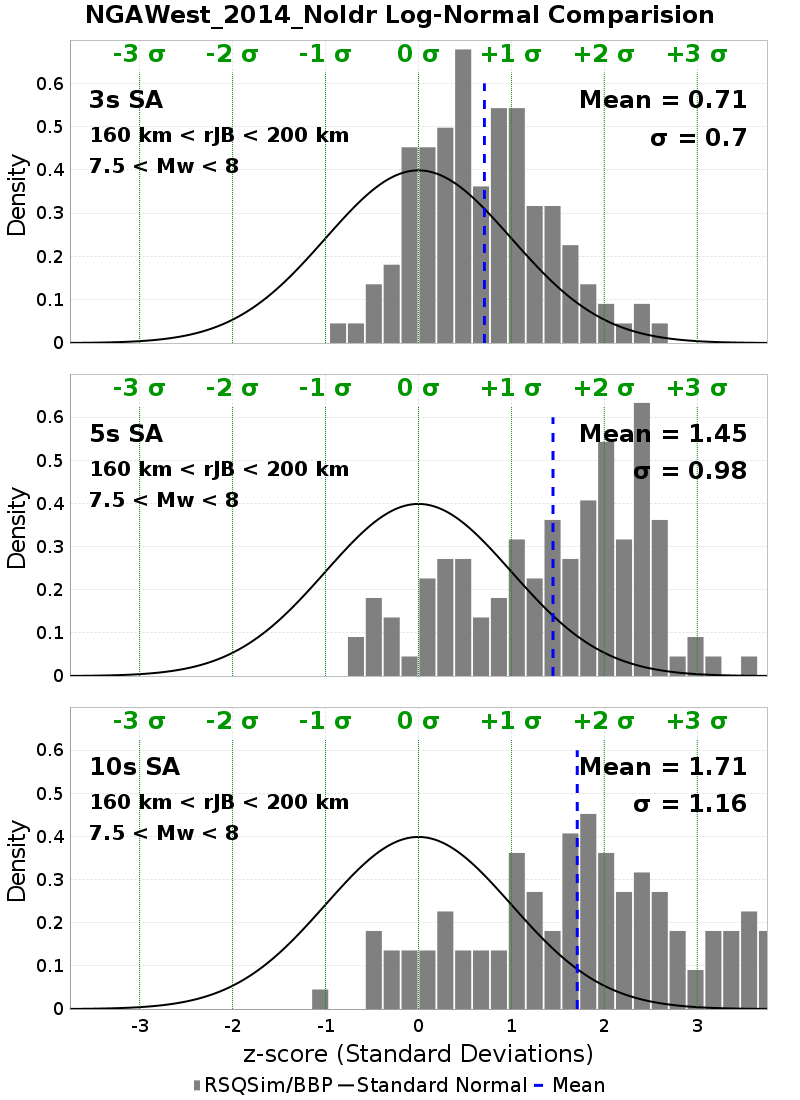 NGAWest_2014_NoIdr Log-Normal Comparision
-3 σ -2 σ -1 σ 0 σ +1 σ +2 σ +3 σ
0.6
3s SA Mean = 0.71
0.5
160 km < rJB < 200 km σ = 0.7
7.5 < Mw < 8
0.4
0.3
0.2
0.1
0
Density
-3 σ -2 σ -1 σ 0 σ +1 σ +2 σ +3 σ
0.6
5s SA Mean = 1.45
0.5
160 km < rJB < 200 km σ = 0.98
7.5 < Mw < 8
0.4
0.3
0.2
0.1
0
Density
-3 σ -2 σ -1 σ 0 σ +1 σ +2 σ +3 σ
0.6
10s SA Mean = 1.71
0.5
160 km < rJB < 200 km σ = 1.16
7.5 < Mw < 8
0.4
0.3
0.2
0.1
0
Density
-3 -2 -1 0 1 2 3
z-score (Standard Deviations)
RSQSim/BBP Standard Normal Mean